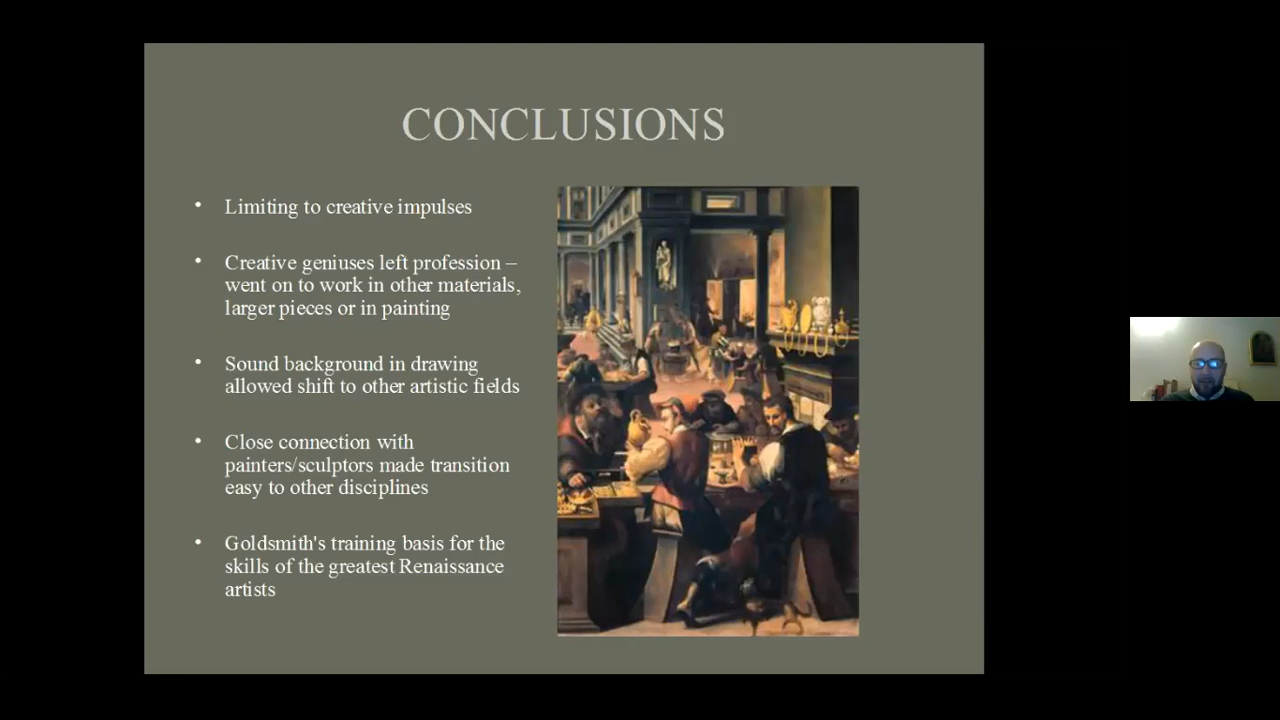 CONCLUSIONS
• Limiting to creative impulses
• Creative geniuses left profession –
went on to work in other materials,
larger pieces or in painting
• Sound background in drawing
allowed shift to other artistic fields
• Close connection with
painters/sculptors made transition
easy to other disciplines
• Goldsmith's training basis for the
skills of the greatest Renaissance
artists